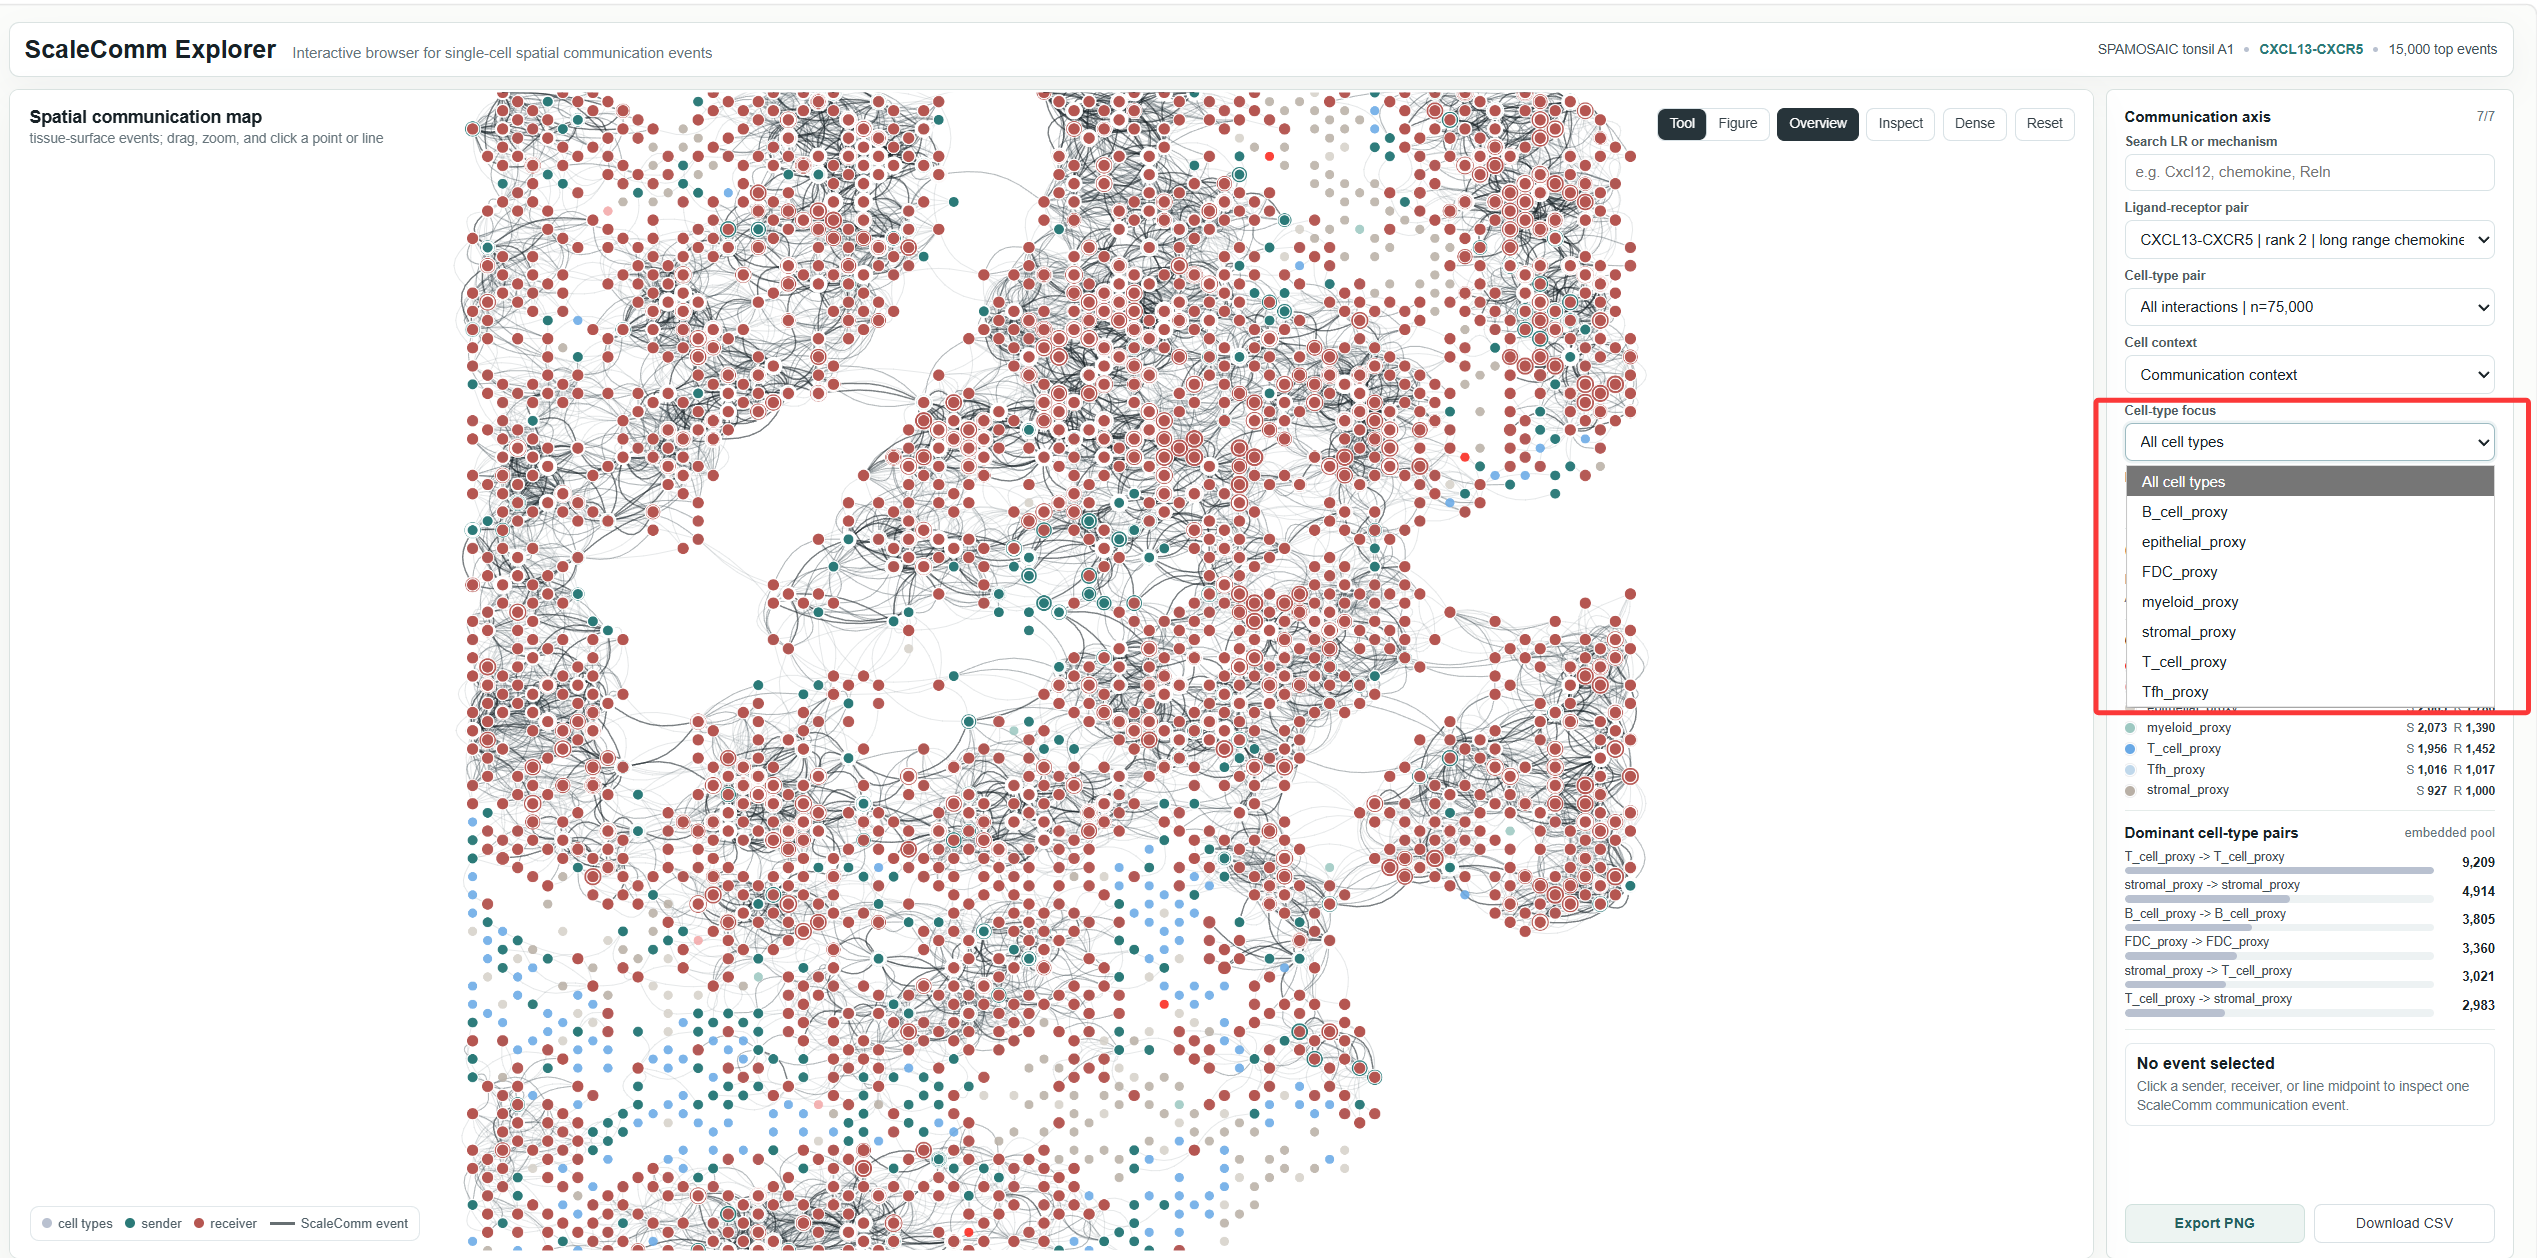 ScaleComm Explorer
Interactive browser for single-cell spatial communication events
SPAMOSAIC tonsil A1 • CXCL13-CXCR5 • 15,000 top events
Spatial communication map
tissue-surface events; drag, zoom, and click a point or line
Tool Figure Overview Inspect Dense Reset
cell types sender receiver ScaleComm event
Communication axis 7/7
Search LR or mechanism
e.g. Cxcl12, chemokine, Reln
Ligand-receptor pair
CXCL13-CXCR5 | rank 2 | long range chemokine
Cell-type pair
All interactions | n=75,000
Cell context
Communication context
Cell-type focus
All cell types
All cell types
B_cell_proxy
epithelial_proxy
FDC_proxy
myeloid_proxy
stromal_proxy
T_cell_proxy
Tfh_proxy
myeloid_proxy S 2,073 R 1,390
T_cell_proxy S 1,956 R 1,452
Tfh_proxy S 1,016 R 1,017
stromal_proxy S 927 R 1,000
Dominant cell-type pairs embedded pool
T_cell_proxy -> T_cell_proxy 9,209
stromal_proxy -> stromal_proxy 4,914
B_cell_proxy -> B_cell_proxy 3,805
FDC_proxy -> FDC_proxy 3,360
stromal_proxy -> T_cell_proxy 3,021
T_cell_proxy -> stromal_proxy 2,983
No event selected
Click a sender, receiver, or line midpoint to inspect one
ScaleComm communication event.
Export PNG Download CSV